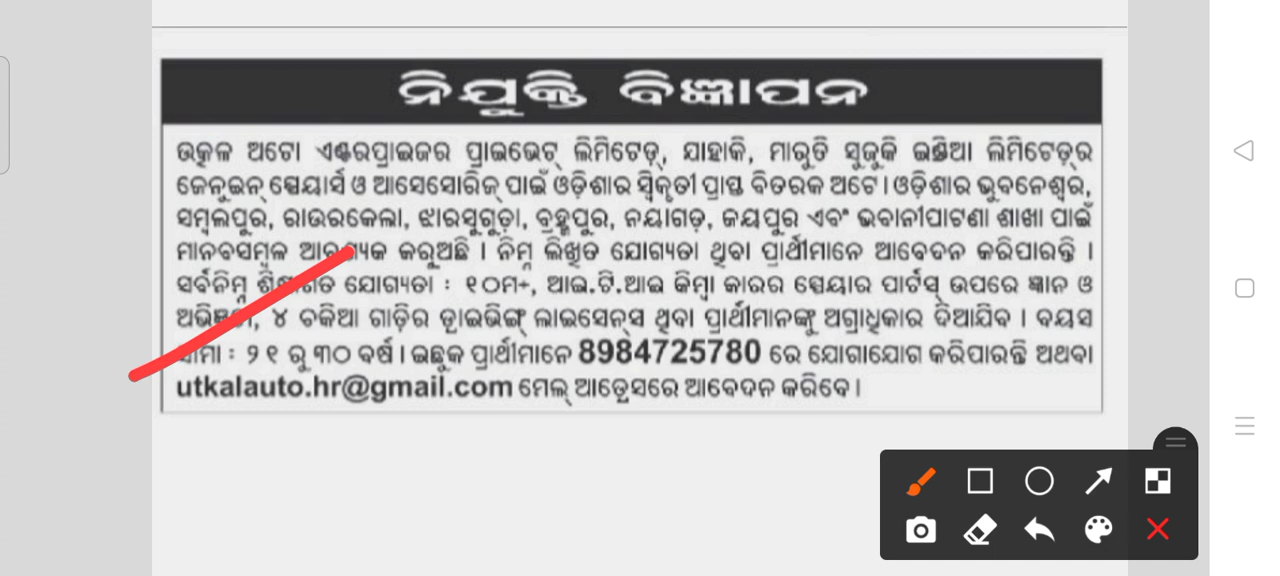 ନିଯୁକ୍ତି ବିଜ୍ଞାପନ
ଉତ୍କଳ ଅଟୋ ଏଣ୍ଟରପ୍ରାଇଜର ପ୍ରାଇଭେଟ୍ ଲିମିଟେଡ୍, ଯାହାକି, ମାରୁତି ସୁଜୁକି ଇଣ୍ଡିଆ ଲିମିଟେଡ୍‌ର
ଜେନୁଇନ୍ ସ୍ପେୟାର୍ସ ଓ ଆସେସୋରିଜ୍ ପାଇଁ ଓଡ଼ିଶାର ସ୍ୱିକୃତୀ ପ୍ରାପ୍ତ ବିତରକ ଅଟେ । ଓଡ଼ିଶାର ଭୁବନେଶ୍ୱର,
ସମ୍ବଲପୁର, ରାଉରକେଲା, ଝାରସୁଗୁଡ଼ା, ବ୍ରହ୍ମପୁର, ନୟାଗଡ଼, ଜୟପୁର ଏବଂ ଭବାନୀପାଟଣା ଶାଖା ପାଇଁ
ମାନବସମ୍ବଳ ଆବଶ୍ୟକ କରୁଅଛି । ନିମ୍ନ ଲିଖିତ ଯୋଗ୍ୟତା ଥିବା ପ୍ରାର୍ଥୀମାନେ ଆବେଦନ କରିପାରନ୍ତି ।
ସର୍ବନିମ୍ନ ଶିକ୍ଷାଗତ ଯୋଗ୍ୟତା : ୧୦ମ+, ଆଇ.ଟି.ଆଇ କିମ୍ବା କାରର ସ୍ପେୟାର ପାର୍ଟସ୍ ଉପରେ ଜ୍ଞାନ ଓ
ଅଭିଜ୍ଞତା, ୪ ଚକିଆ ଗାଡ଼ିର ଡ୍ରାଇଭିଙ୍ଗ୍ ଲାଇସେନ୍ସ ଥିବା ପ୍ରାର୍ଥୀମାନଙ୍କୁ ଅଗ୍ରାଧିକାର ଦିଆଯିବ । ବୟସ
ସୀମା : ୨୧ ରୁ ୩୦ ବର୍ଷ । ଇଚ୍ଛୁକ ପ୍ରାର୍ଥୀମାନେ 8984725780 ରେ ଯୋଗାଯୋଗ କରିପାରନ୍ତି ଅଥବା
utkalauto.hr@gmail.com ମେଲ୍ ଆଡ୍ରେସରେ ଆବେଦନ କରିବେ ।